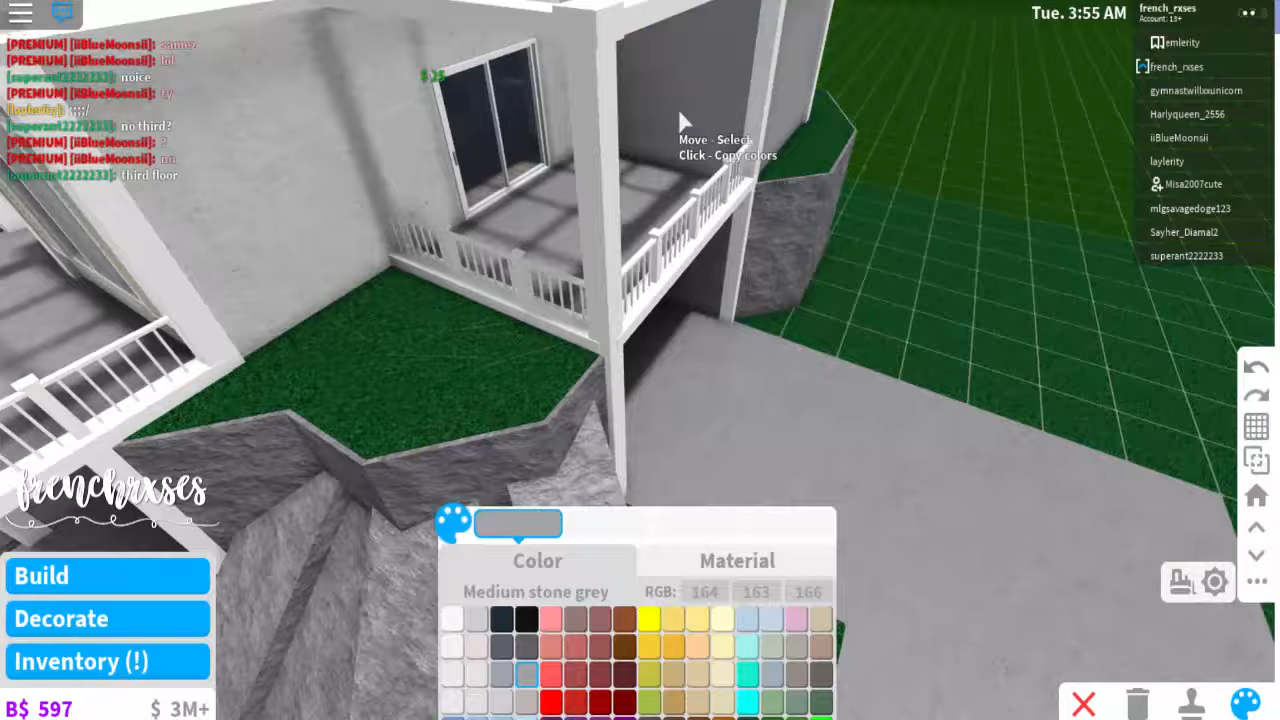 Tue. 3:55 AM
french_rxses
Account: 13+
emlerity
french_rxses
gymnastwillxunicorn
Harlyqueen_2556
iiBlueMoonsii
laylerity
Misa2007cute
mlgsavagedoge123
Sayher_Diamal2
superant2222233
[PREMIUM] [iiBlueMoonsii]: samez
[PREMIUM] [iiBlueMoonsii]: lol
[superant2222233]: noice
[PREMIUM] [iiBlueMoonsii]: ty
[laylerity]: ;;;;/
[superant2222233]: no third?
[PREMIUM] [iiBlueMoonsii]: ?
[PREMIUM] [iiBlueMoonsii]: no
[superant2222233]: third floor
$ 25
Move - Select
Click - Copy colors
frenchrxses
Build
Decorate
Inventory (!)
B$ 597
$ 3M+
Color
Material
Medium stone grey
RGB: 164 163 166